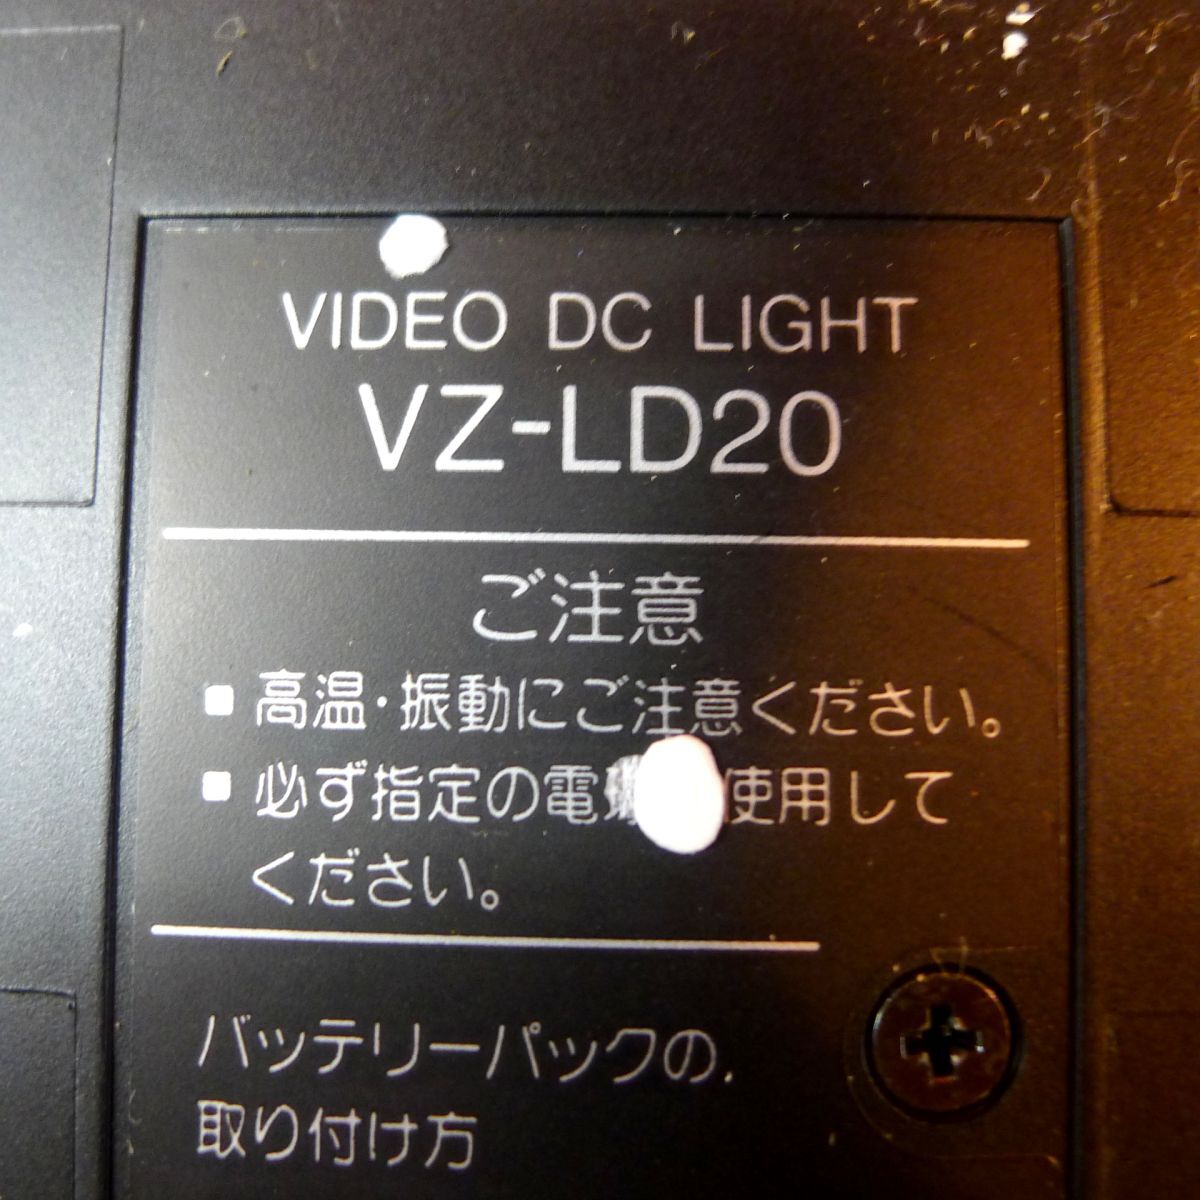 VIDEO DC LIGHT
VZ-LD20
ご注意
■ 高温・振動にご注意ください。
■ 必ず指定の電 使用して
ください。
バッテリーパックの
取り付け方